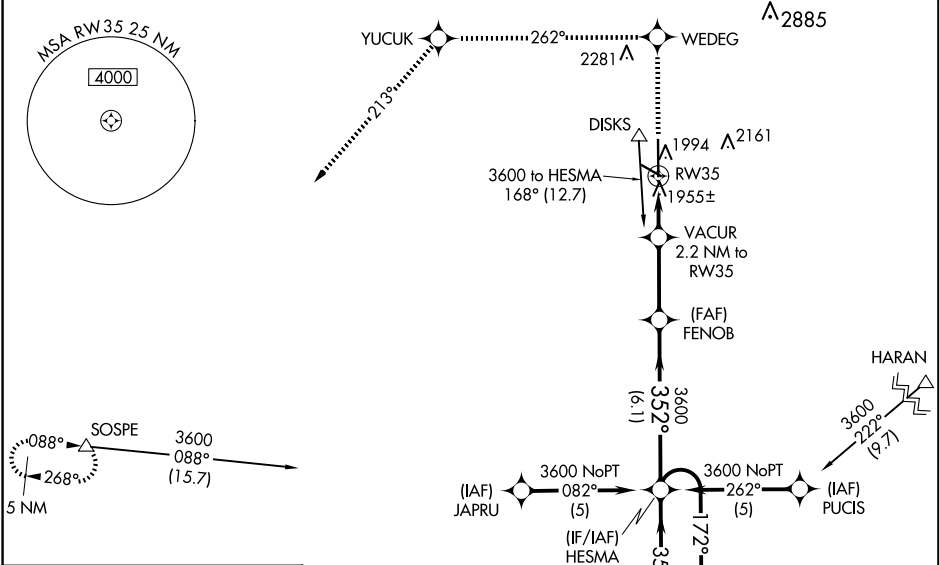 MSA RW35 25 NM
4000
YUCUK
262°
WEDEG
2281
2885
213°
DISKS
1994
2161
3600 to HESMA
168° (12.7)
RW35
1955±
VACUR
2.2 NM to
RW35
(FAF)
FENOB
HARAN
3600
222°
(9.7)
3600
352°
(6.1)
SOSPE
088°
268°
5 NM
3600
088°
(15.7)
3600 NoPT
082°
(5)
(IAF)
JAPRU
3600 NoPT
262°
(5)
(IAF)
PUCIS
(IF/IAF)
HESMA
172°
35